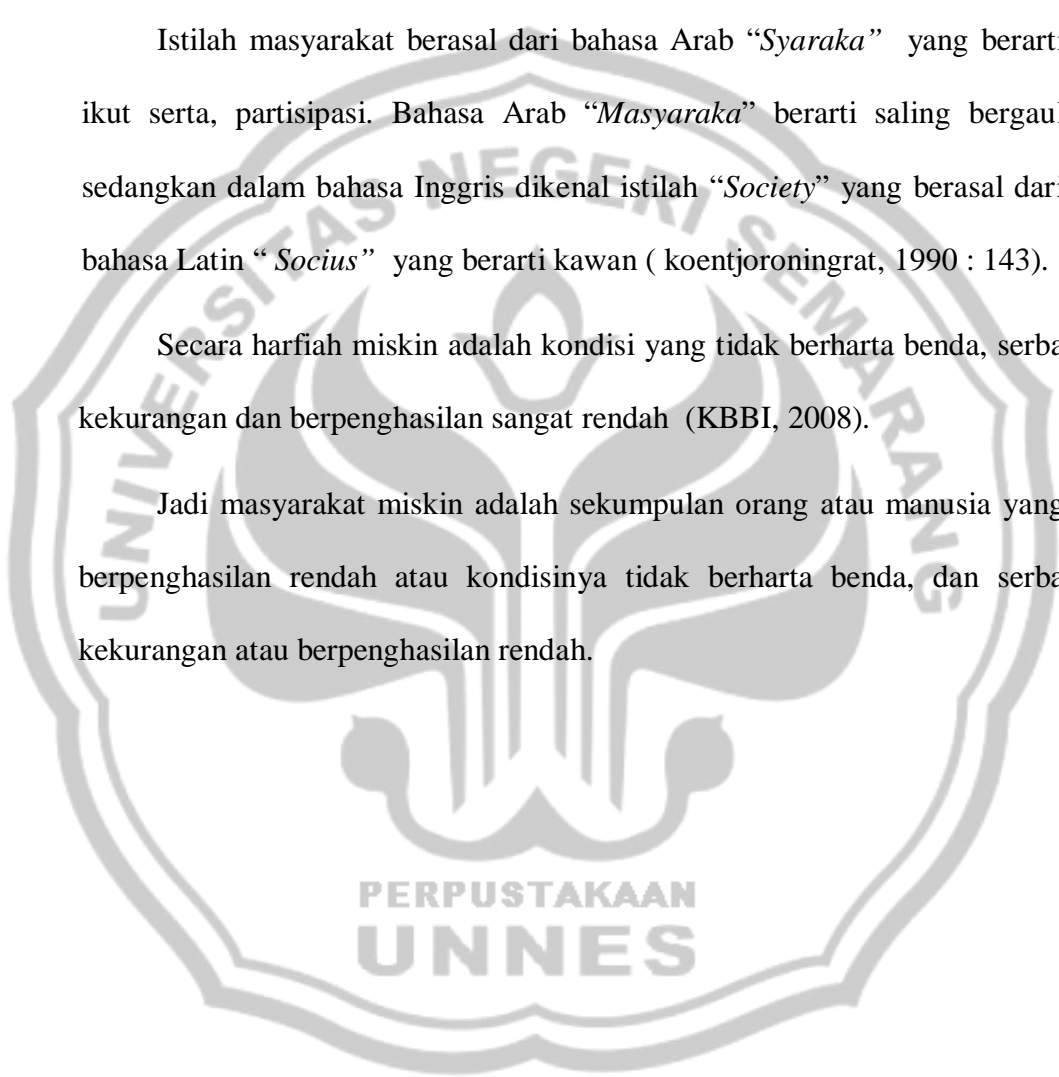 Istilah masyarakat berasal dari bahasa Arab “Syaraka” yang berarti
ikut serta, partisipasi. Bahasa Arab “Masyaraka” berarti saling bergaul
sedangkan dalam bahasa Inggris dikenal istilah “Society” yang berasal dari
bahasa Latin “ Socius” yang berarti kawan ( koentjoroningrat, 1990 : 143).
Secara harfiah miskin adalah kondisi yang tidak berharta benda, serba
kekurangan dan berpenghasilan sangat rendah (KBBI, 2008).
Jadi masyarakat miskin adalah sekumpulan orang atau manusia yang
berpenghasilan rendah atau kondisinya tidak berharta benda, dan serba
kekurangan atau berpenghasilan rendah.
UNIVERSITAS NEGERI SEMARANG
PERPUSTAKAAN
UNNES